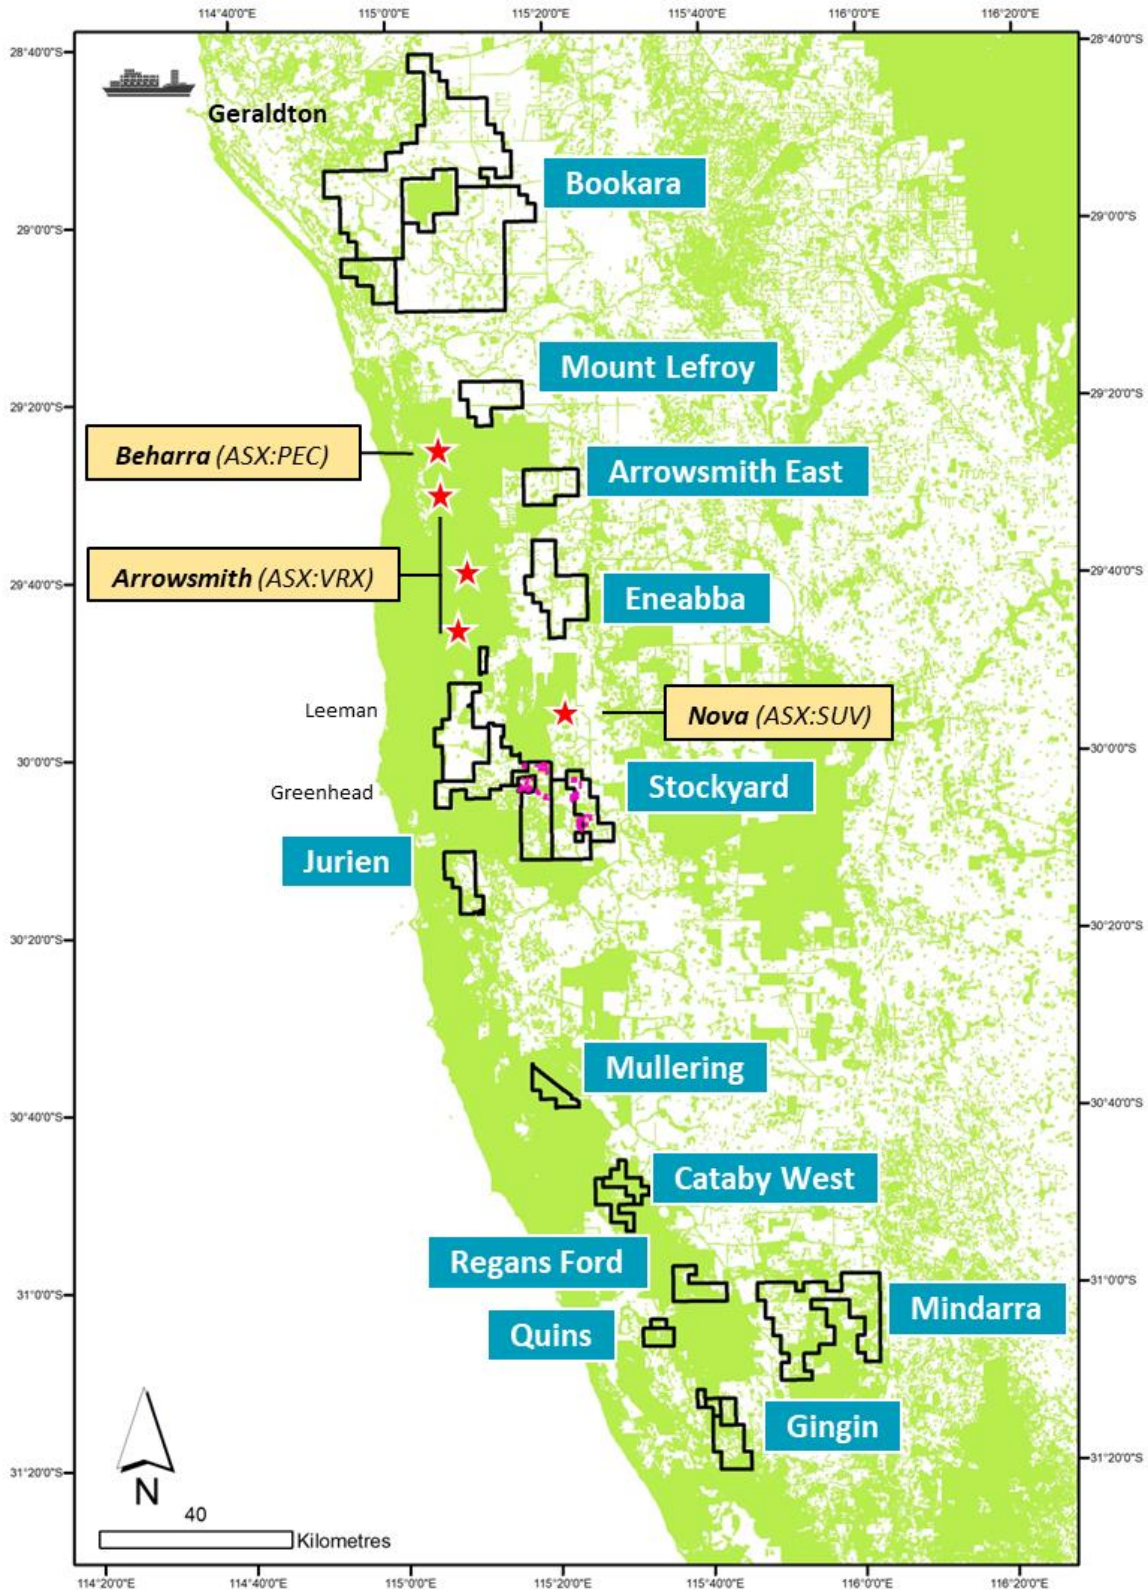 114°40'0"E
115°0'0"E
115°20'0"E
115°40'0"E
116°0'0"E
116°20'0"E
28°40'0"S
28°40'0"S
Geraldton
Bookara
29°0'0"S
29°0'0"S
Mount Lefroy
29°20'0"S
29°20'0"S
Beharra (ASX:PEC)
Arrowsmith East
Arrowsmith (ASX:VRX)
29°40'0"S
29°40'0"S
Eneabba
Leeman
Nova (ASX:SUV)
30°0'0"S
30°0'0"S
Greenhead
Stockyard
Jurien
30°20'0"S
30°20'0"S
Mullering
30°40'0"S
30°40'0"S
Cataby West
Regans Ford
31°0'0"S
31°0'0"S
Mindarra
Quins
Gingin
31°20'0"S
31°20'0"S
N
40
Kilometres
114°20'0"E
114°40'0"E
115°0'0"E
115°20'0"E
115°40'0"E
116°0'0"E
116°20'0"E